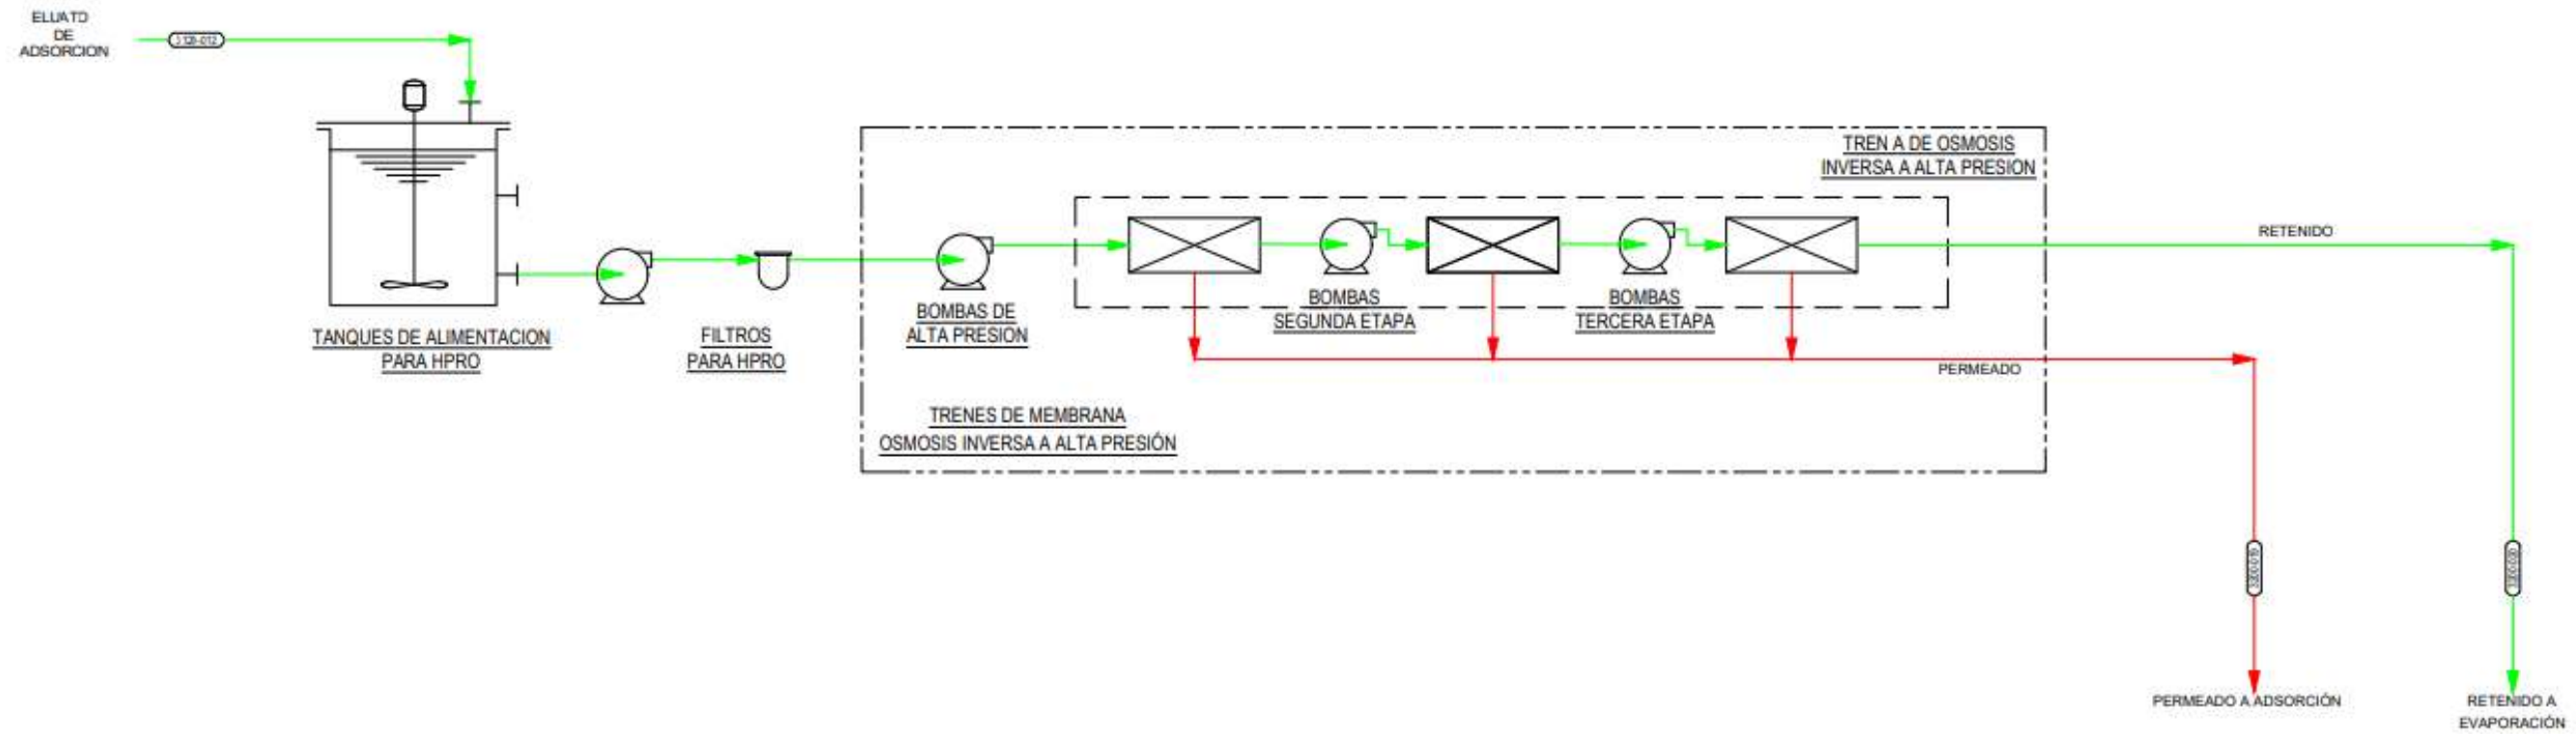 ELUATO
DE
ADSORCION
TREN A DE OSMOSIS
INVERSA A ALTA PRESION
RETENIDO
BOMBAS
SEGUNDA ETAPA
BOMBAS
TERCERA ETAPA
BOMBAS DE
ALTA PRESION
TANQUES DE ALIMENTACION
PARA HPRO
FILTROS
PARA HPRO
PERMEADO
TRENES DE MEMBRANA
OSMOSIS INVERSA A ALTA PRESIÓN
PERMEADO A ADSORCIÓN
RETENIDO A
EVAPORACIÓN